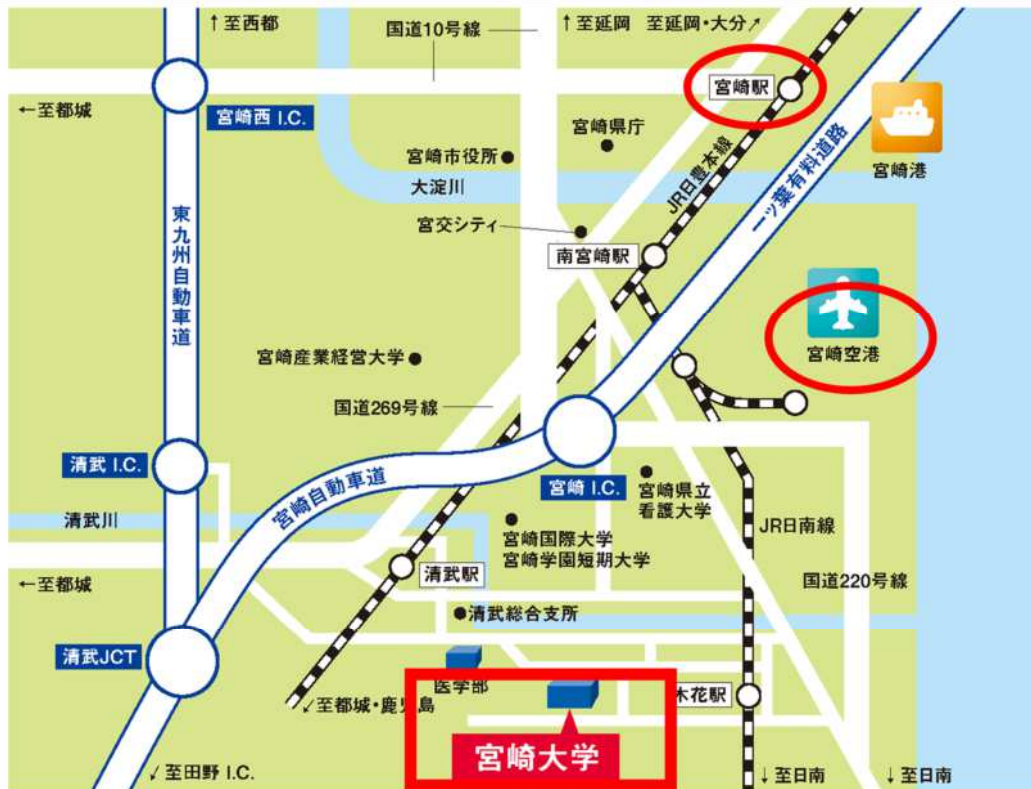 ↑至西都
国道10号線
↑至延岡
至延岡・大分↗
宮崎駅
←至都城
宮崎西 I.C.
宮崎県庁
宮崎市役所
宮崎港
大淀川
JR日豊本線
一ッ葉有料道路
宮交シティ
南宮崎駅
東九州自動車道
宮崎空港
宮崎産業経営大学
国道269号線
清武 I.C.
宮崎自動車道
宮崎 I.C.
宮崎県立
看護大学
清武川
宮崎国際大学
宮崎学園短期大学
JR日南線
←至都城
清武駅
国道220号線
清武総合支所
清武JCT
医学部
木花駅
↙至都城・鹿児島
宮崎大学
↙至田野 I.C.
↓至日南
↓至日南